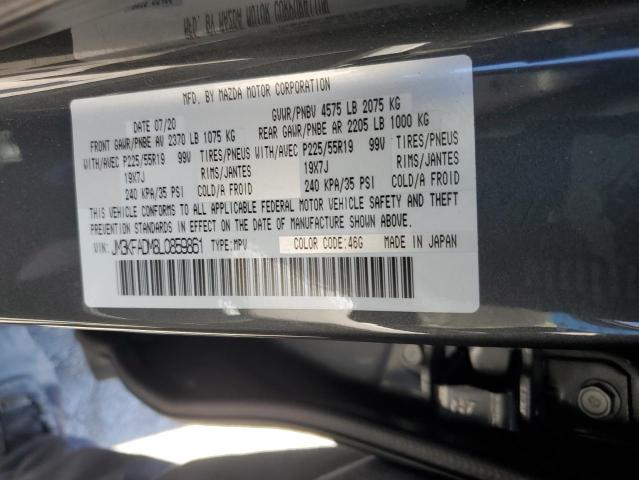 MFD. BY MAZDA MOTOR CORPORATION
DATE 07/20 GVWR/PNBV 4575 LB 2075 KG
FRONT GAWR/PNBE AV 2370 LB 1075 KG REAR GAWR/PNBE AR 2205 LB 1000 KG
WITH/AVEC P225/55R19 99V TIRES/PNEUS WITH/AVEC P225/55R19 99V TIRES/PNEUS
19X7J RIMS/JANTES 19X7J RIMS/JANTES
240 KPA/35 PSI COLD/A FROID 240 KPA/35 PSI COLD/A FROID
THIS VEHICLE CONFORMS TO ALL APPLICABLE FEDERAL MOTOR VEHICLE SAFETY AND THEFT
PREVENTION STANDARDS IN EFFECT ON THE DATE OF MANUFACTURE SHOWN ABOVE.
VIN: JM3KFADM8L0859861 TYPE:MPV COLOR CODE:46G MADE IN JAPAN